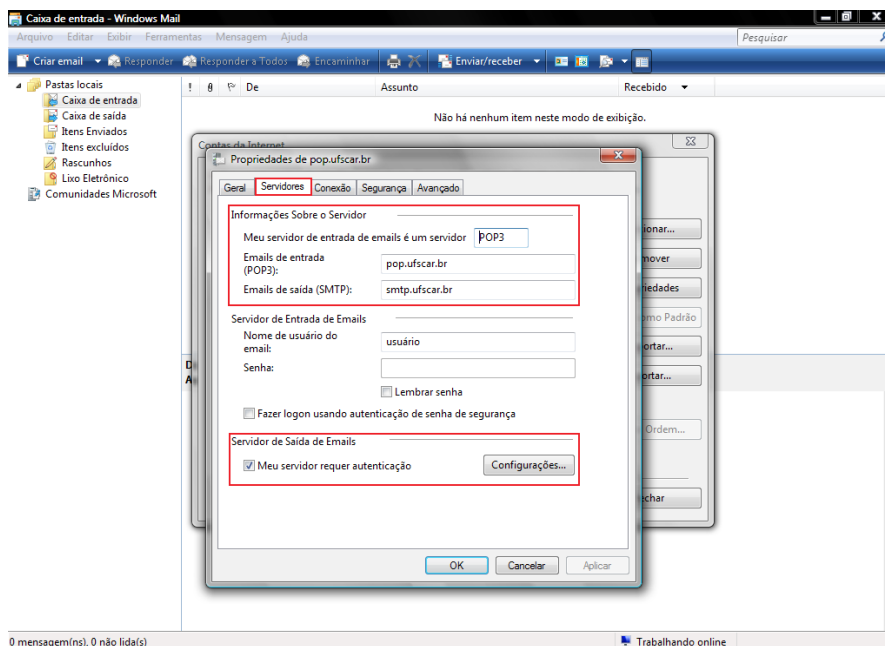 Caixa de entrada - Windows Mail
Arquivo Editar Exibir Ferramentas Mensagem Ajuda
Pesquisar
Criar email Responder Responder a Todos Encaminhar Enviar/receber
Pastas locais
Caixa de entrada
Caixa de saída
Itens Enviados
Itens excluídos
Rascunhos
Lixo Eletrônico
Comunidades Microsoft
! De Assunto Recebido
Não há nenhum item neste modo de exibição.
Contas da Internet
Propriedades de pop.ufscar.br
Geral Servidores Conexão Segurança Avançado
Informações Sobre o Servidor
Meu servidor de entrada de emails é um servidor POP3
Emails de entrada
(POP3): pop.ufscar.br
Emails de saída (SMTP): smtp.ufscar.br
Servidor de Entrada de Emails
Nome de usuário do
email: usuário
Senha:
Lembrar senha
Fazer logon usando autenticação de senha de segurança
Servidor de Saída de Emails
Meu servidor requer autenticação Configurações...
OK Cancelar Aplicar
ionar...
mover
riedades
omo Padrão
ortar...
ortar...
Ordem...
echar
D
A
0 mensagem(ns), 0 não lida(s) Trabalhando online